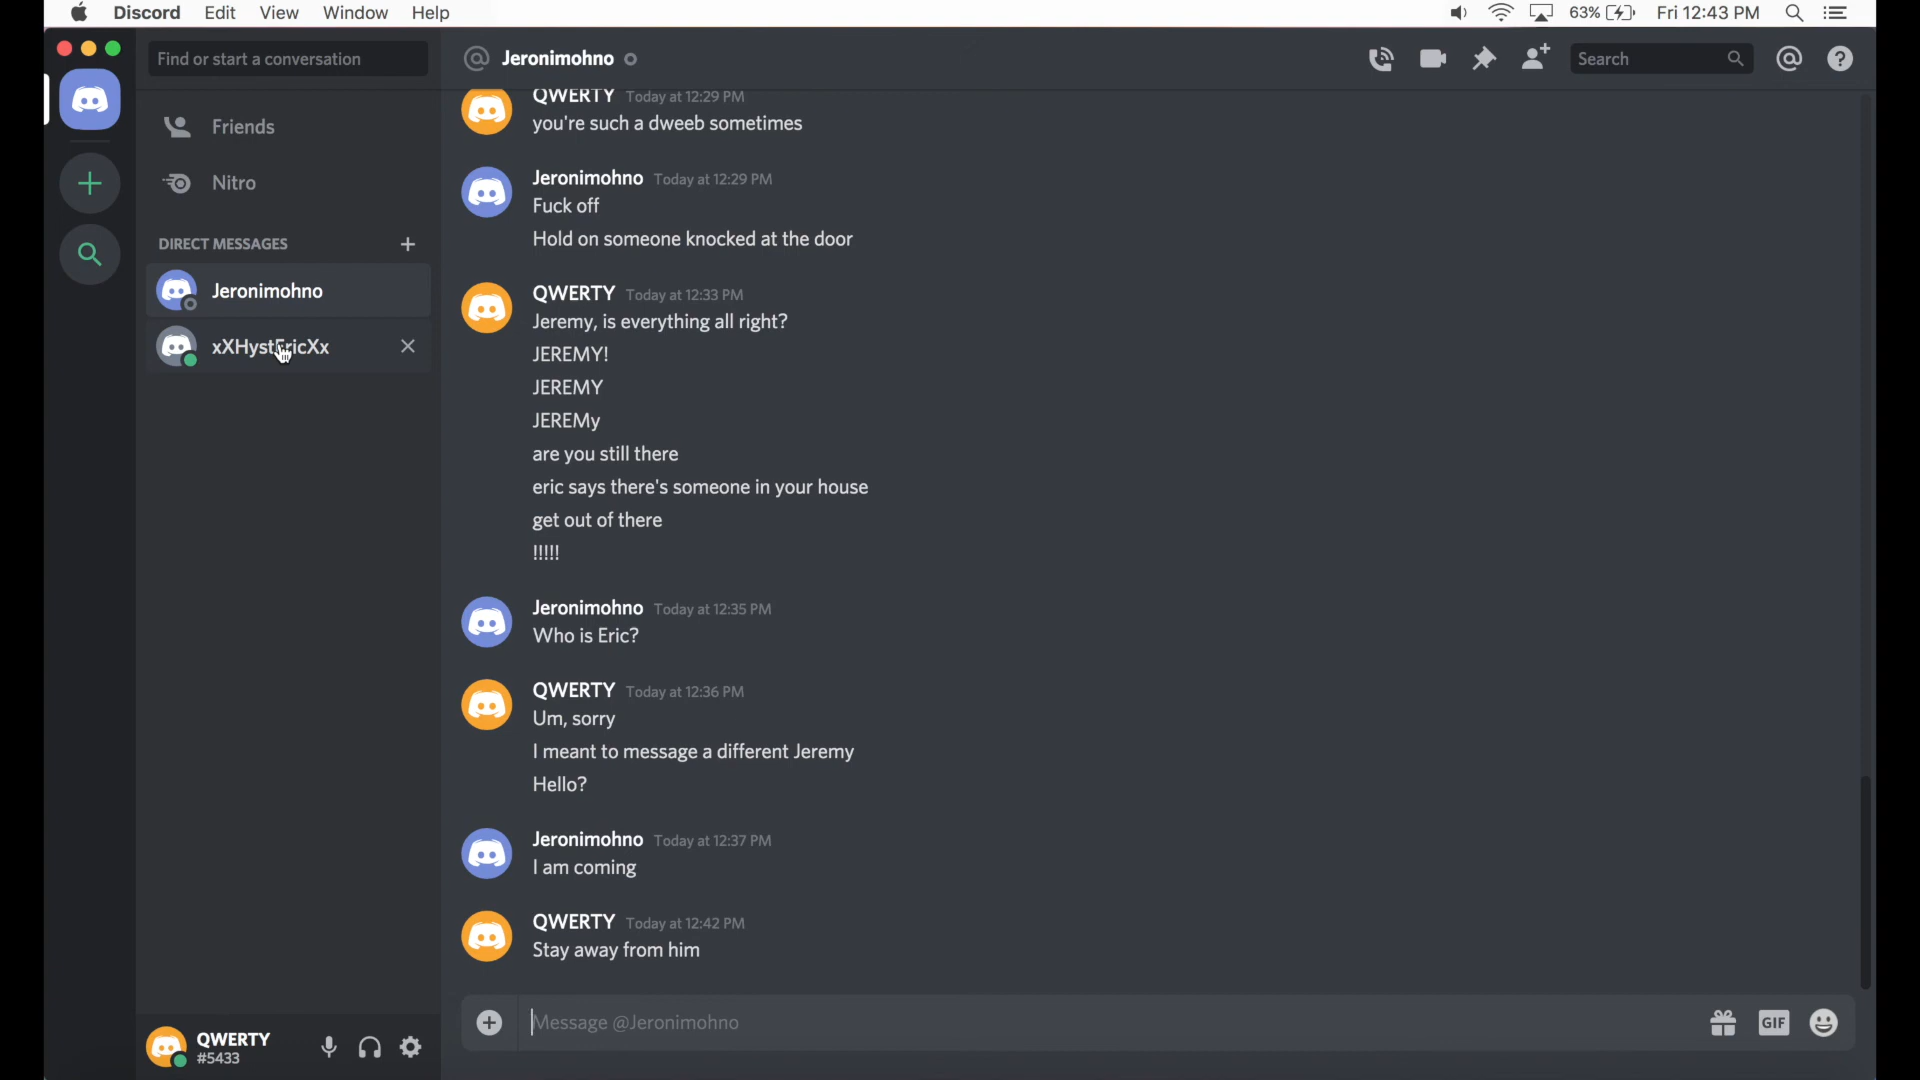 Discord Edit View Window Help
63% Fri 12:43 PM
Find or start a conversation
Friends
Nitro
DIRECT MESSAGES
Jeronimohno
xXHystEricXx
QWERTY
#5433
Jeronimohno
Search
QWERTY Today at 12:29 PM
you're such a dweeb sometimes
Jeronimohno Today at 12:29 PM
Fuck off
Hold on someone knocked at the door
QWERTY Today at 12:33 PM
Jeremy, is everything all right?
JEREMY!
JEREMY
JEREMy
are you still there
eric says there's someone in your house
get out of there
!!!!!
Jeronimohno Today at 12:35 PM
Who is Eric?
QWERTY Today at 12:36 PM
Um, sorry
I meant to message a different Jeremy
Hello?
Jeronimohno Today at 12:37 PM
I am coming
QWERTY Today at 12:42 PM
Stay away from him
Message @Jeronimohno
GIF